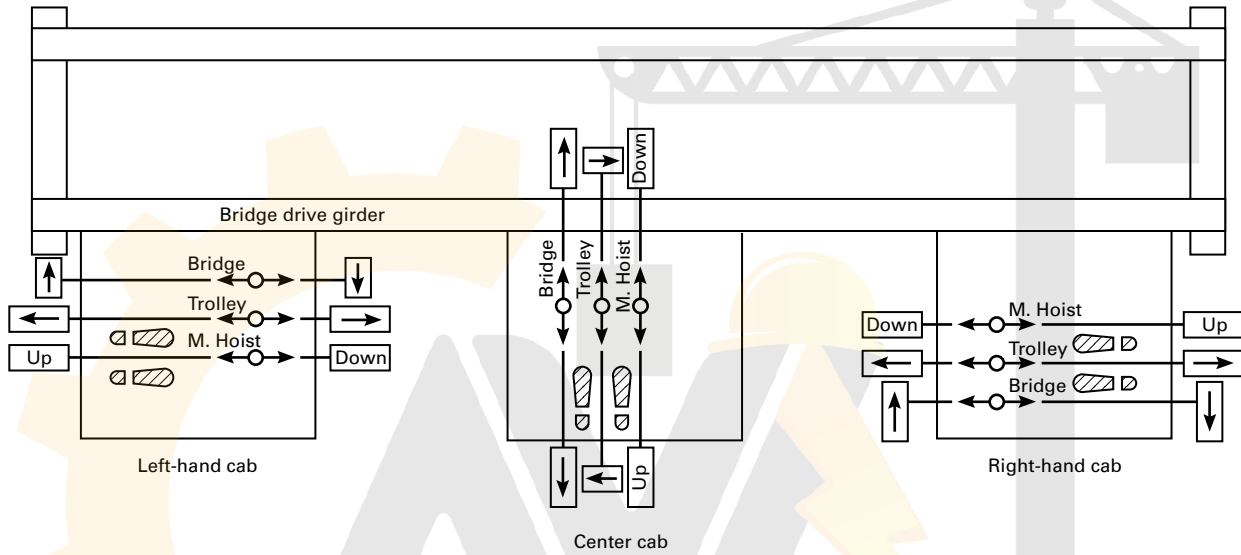 Down
Bridge drive girder
Bridge
Trolley
M. Hoist
Bridge
Trolley
M. Hoist
Up
Down
Down
M. Hoist
Up
Trolley
Bridge
Left-hand cab
Up
Right-hand cab
Center cab